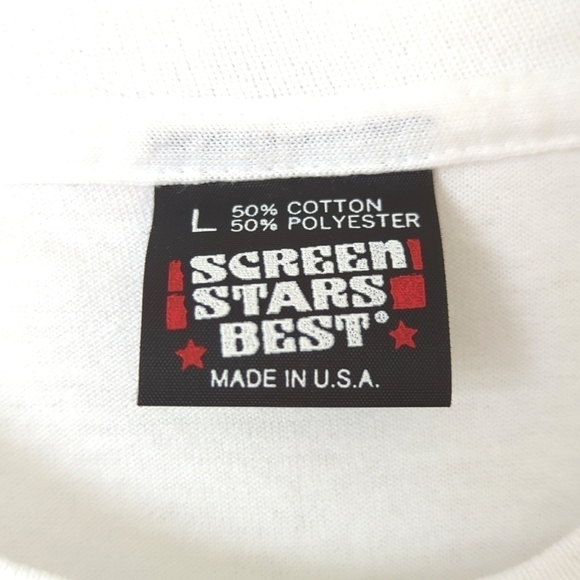 L 50% COTTON
50% POLYESTER
SCREEN
STARS
BEST®
MADE IN U.S.A.